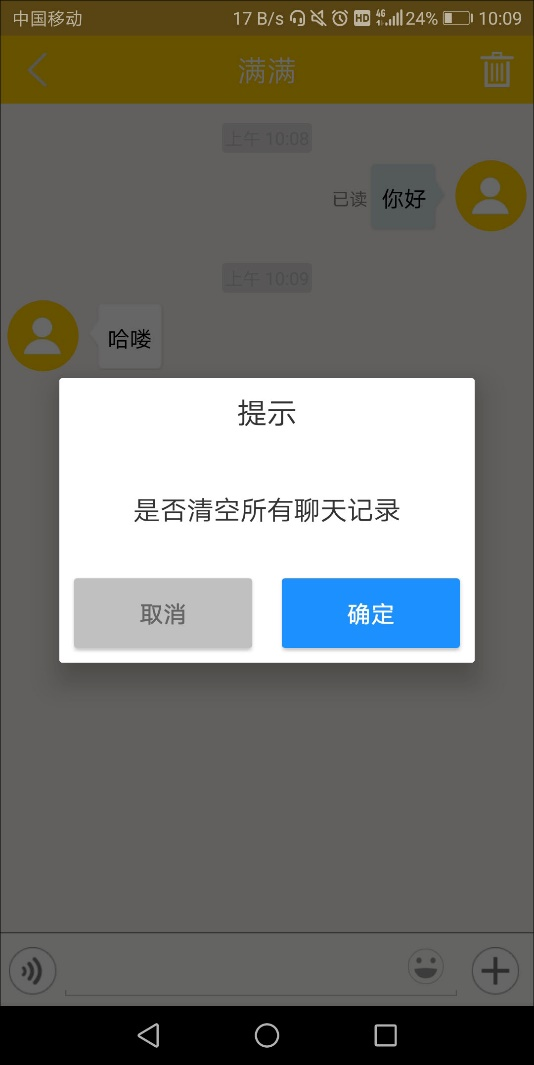 中国移动 17 B/s HD 4G 24% 10:09
满满
上午 10:08
已读 你好
上午 10:09
哈喽
提示
是否清空所有聊天记录
取消 确定